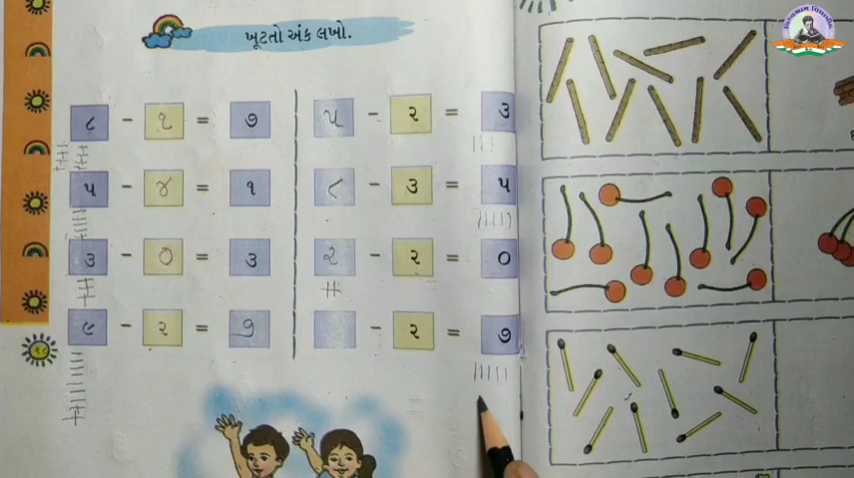 ખૂટતો અંક લખો.
૮ - ૧ = ૭
૫ - ૪ = ૧
૩ - ૦ = ૩
૯ - ૨ = ૭
૫ - ૨ = ૩
૮ - ૩ = ૫
૨ - ૨ = ૦
- ૨ = ૭